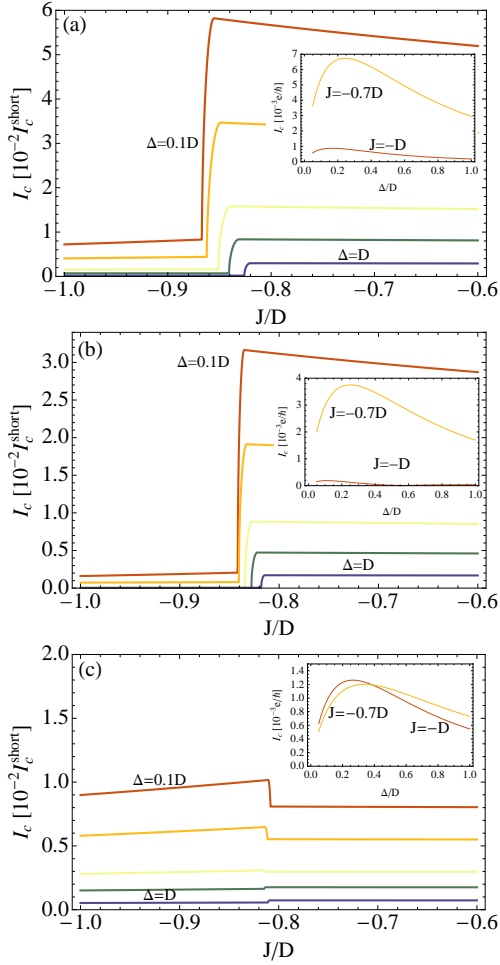 (a)
I_c [10^{-2} I_c^{short}]
6
5
4
3
2
1
0
Δ=0.1D
Δ=D
-1.0 -0.9 -0.8 -0.7 -0.6
J/D
I_c [10^{-3}e/ℏ]
7
6
5
4
3
2
1
0
J=-0.7D
J=-D
0.0 0.2 0.4 0.6 0.8 1.0
Δ/D
(b)
I_c [10^{-2} I_c^{short}]
3.0
2.5
2.0
1.5
1.0
0.5
0.0
Δ=0.1D
Δ=D
-1.0 -0.9 -0.8 -0.7 -0.6
J/D
I_c [10^{-3}e/ℏ]
4
3
2
1
0
J=-0.7D
J=-D
0.0 0.2 0.4 0.6 0.8 1.0
Δ/D
(c)
I_c [10^{-2} I_c^{short}]
2.0
1.5
1.0
0.5
0.0
Δ=0.1D
Δ=D
-1.0 -0.9 -0.8 -0.7 -0.6
J/D
I_c [10^{-3}e/ℏ]
1.4
1.2
1.0
0.8
0.6
0.4
0.2
0.0
J=-0.7D
J=-D
0.0 0.2 0.4 0.6 0.8 1.0
Δ/D